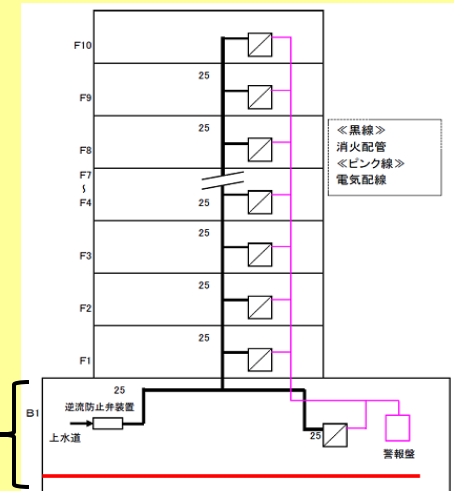 F10
25
F9
25
F8
≪黒線≫
消火配管
≪ピンク線≫
電気配線
F7
~
F4
25
25
F3
25
F2
25
F1
25
B1
逆流防止弁装置
上水道
25
警報盤